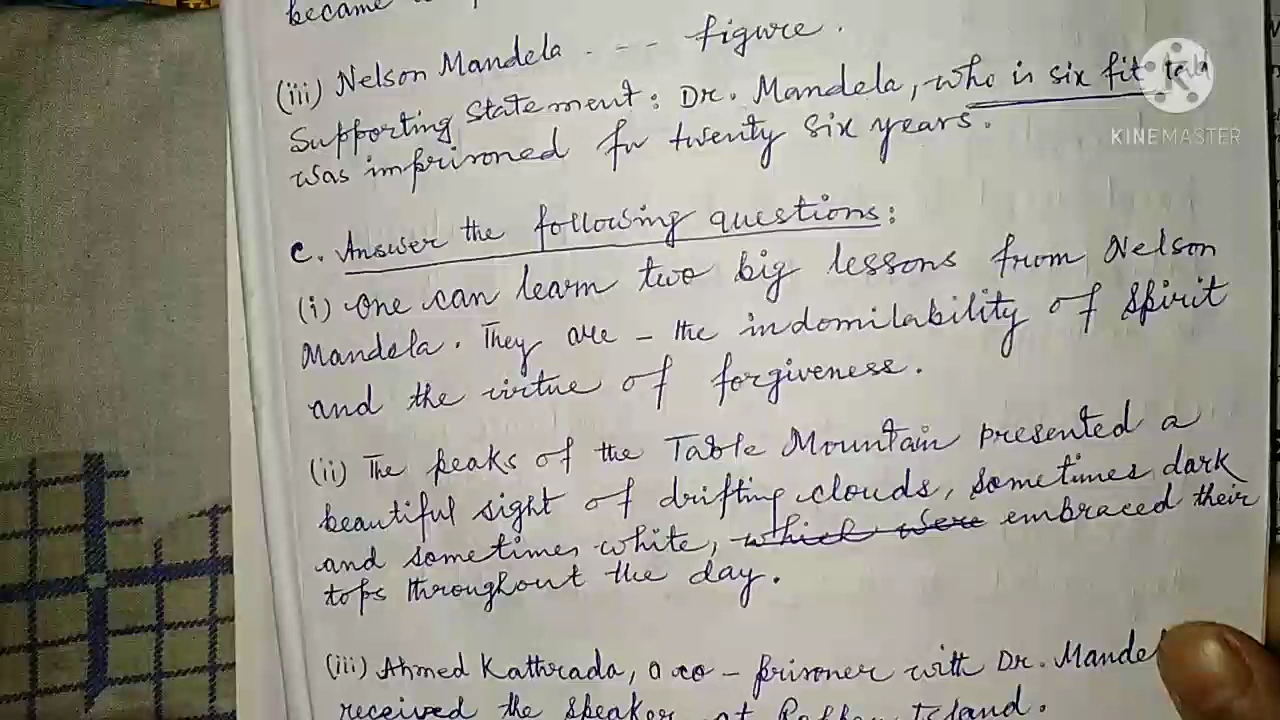 became
(iii) Nelson Mandela - - - figure.
Supporting Statement: Dr. Mandela, who is six fit tall
was imprisoned for twenty six years.
KINEMASTER
C. Answer the following questions:
(i) One can learn two big lessons from Nelson
Mandela. They are - the indomilability of spirit
and the virtue of forgiveness.
(ii) The peaks of the Table Mountain presented a
beautiful sight of drifting clouds, sometimes dark
and sometimes white, which were embraced their
tops throughout the day.
(iii) Ahmed Kathrada, a co-prisoner with Dr. Mande
received the speaker at Robben Island.